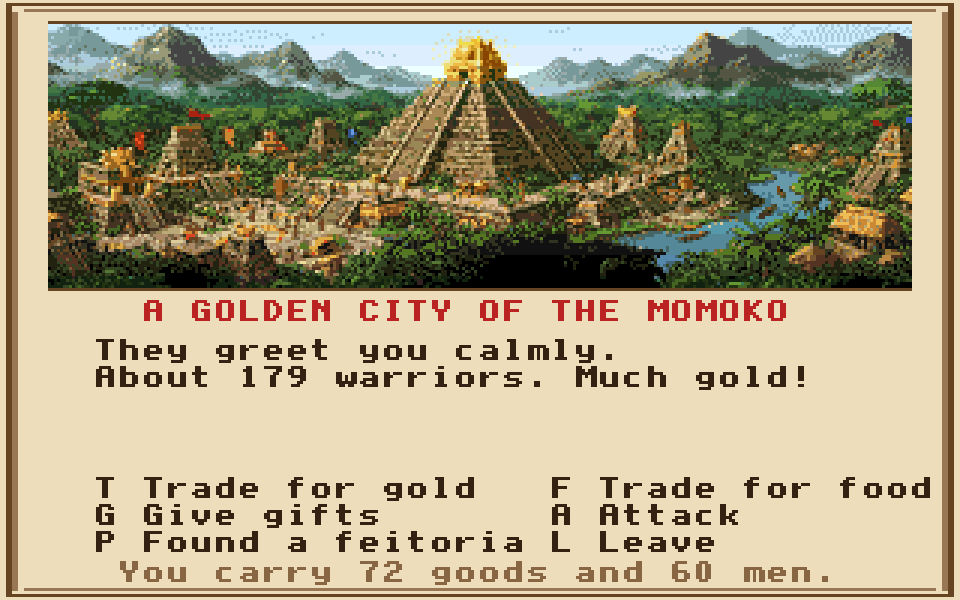 A GOLDEN CITY OF THE MOMOKO
They greet you calmly.
About 179 warriors. Much gold!
T Trade for gold F Trade for food
G Give gifts A Attack
P Found a feitoria L Leave
You carry 72 goods and 60 men.